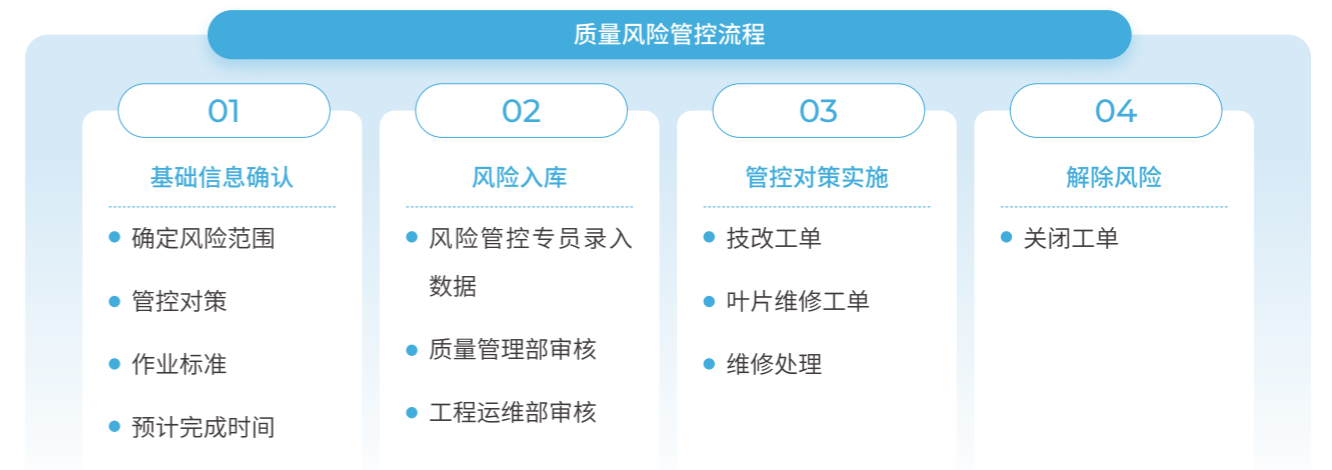 质量风险管控流程
01
基础信息确认
确定风险范围
管控对策
作业标准
预计完成时间
02
风险入库
风险管控专员录入
数据
质量管理部审核
工程运维部审核
03
管控对策实施
技改工单
叶片维修工单
维修处理
04
解除风险
关闭工单